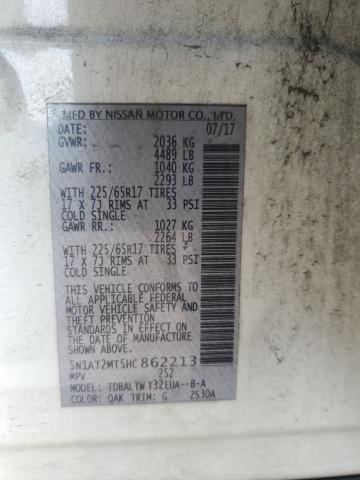 MFD BY NISSAN MOTOR CO., LTD.
DATE: 07/17
GVWR: 2036 KG
4489 LB
GAWR FR: 1040 KG
2293 LB
WITH 225/65R17 TIRES
17 X 7J RIMS AT 33 PSI
COLD SINGLE
GAWR RR: 1027 KG
2264 LB
WITH 225/65R17 TIRES
17 X 7J RIMS AT 33 PSI
COLD SINGLE
THIS VEHICLE CONFORMS TO
ALL APPLICABLE FEDERAL
MOTOR VEHICLE SAFETY AND
THEFT PREVENTION
STANDARDS IN EFFECT
ON THE DATE OF
MANUFACTURE SHOWN ABOVE.
5N1AT2MT5HC 862213
MPV 252
MODEL: TDBALTW T32EUA--B-A
COLOR: QAK TRIM: G 2S30A